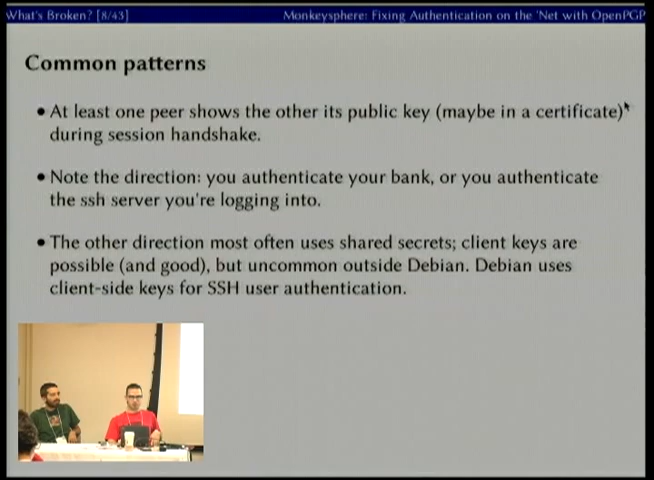 What's Broken? [8/43]
Monkeysphere: Fixing Authentication on the 'Net with OpenPGP
Common patterns
• At least one peer shows the other its public key (maybe in a certificate)
during session handshake.
• Note the direction: you authenticate your bank, or you authenticate
the ssh server you're logging into.
• The other direction most often uses shared secrets; client keys are
possible (and good), but uncommon outside Debian. Debian uses
client-side keys for SSH user authentication.